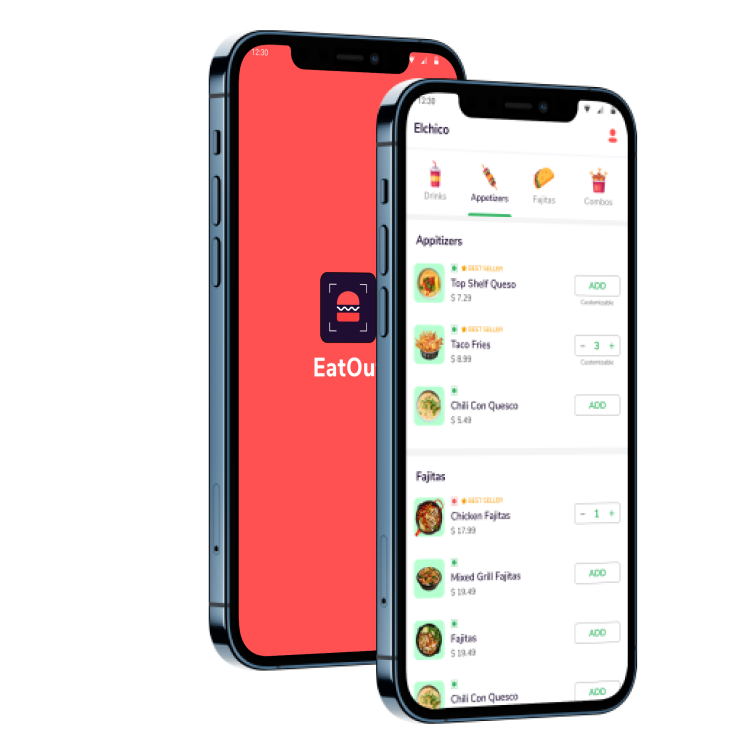 12:30
EatOu
12:30
Elchico
Drinks
Appetizers
Fajitas
Combos
Appitizers
BEST SELLER
Top Shelf Queso
$ 7.29
ADD
Customizable
BEST SELLER
Taco Fries
$ 8.99
− 3 +
Customizable
Chili Con Quesco
$ 5.49
ADD
Fajitas
BEST SELLER
Chicken Fajitas
$ 17.99
− 1 +
Mixed Grill Fajitas
$ 19.49
ADD
Fajitas
$ 19.49
ADD
Chili Con Quesco
ADD